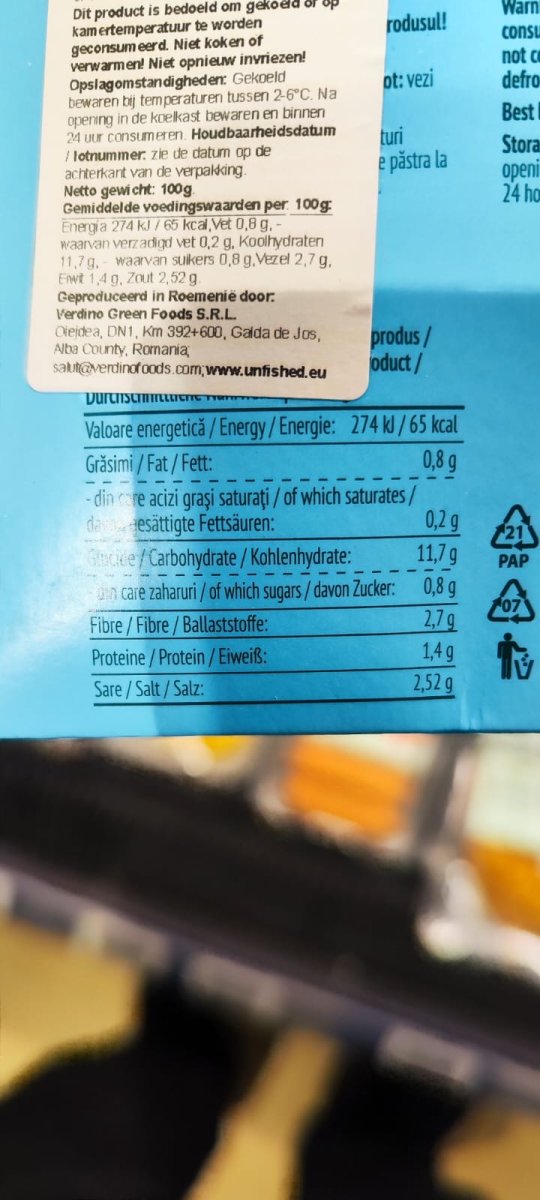 Dit product is bedoeld om gekoeld of op
kamertemperatuur te worden
geconsumeerd. Niet koken of
verwarmen! Niet opnieuw invriezen!
Opslagomstandigheden: Gekoeld
bewaren bij temperaturen tussen 2-6°C. Na
opening in de koelkast bewaren en binnen
24 uur consumeren. Houdbaarheidsdatum
/ lotnummer: zie de datum op de
achterkant van de verpakking.
Netto gewicht: 100g.
Gemiddelde voedingswaarden per: 100g:
Energia 274 kJ / 65 kcal,Vet 0,8 g, -
waarvan verzadigd vet 0,2 g, Koolhydraten
11,7 g, - waarvan suikers 0,8 g,Vezel 2,7 g,
Eiwit 1,4 g, Zout 2,52 g.
Geproduceerd in Roemenië door:
Verdino Green Foods S.R.L.
Oiejdea, DN1, Km 392+600, Galda de Jos,
Alba County, Romania;
salut@verdinofoods.com;www.unfished.eu
rodusul!
ot: vezi
turi
e păstra la
produs /
oduct /
Warn
consu
not c
defro
Best
Stora
openi
24 ho
Valoare energetică / Energy / Energie: 274 kJ / 65 kcal
Grăsimi / Fat / Fett: 0,8 g
- din care acizi grași saturați / of which saturates /
gesättigte Fettsäuren: 0,2 g
Glucide / Carbohydrate / Kohlenhydrate: 11,7 g
- din care zaharuri / of which sugars / davon Zucker: 0,8 g
Fibre / Fibre / Ballaststoffe: 2,7 g
Proteine / Protein / Eiweiß: 1,4 g
Sare / Salt / Salz: 2,52 g
21
PAP
07